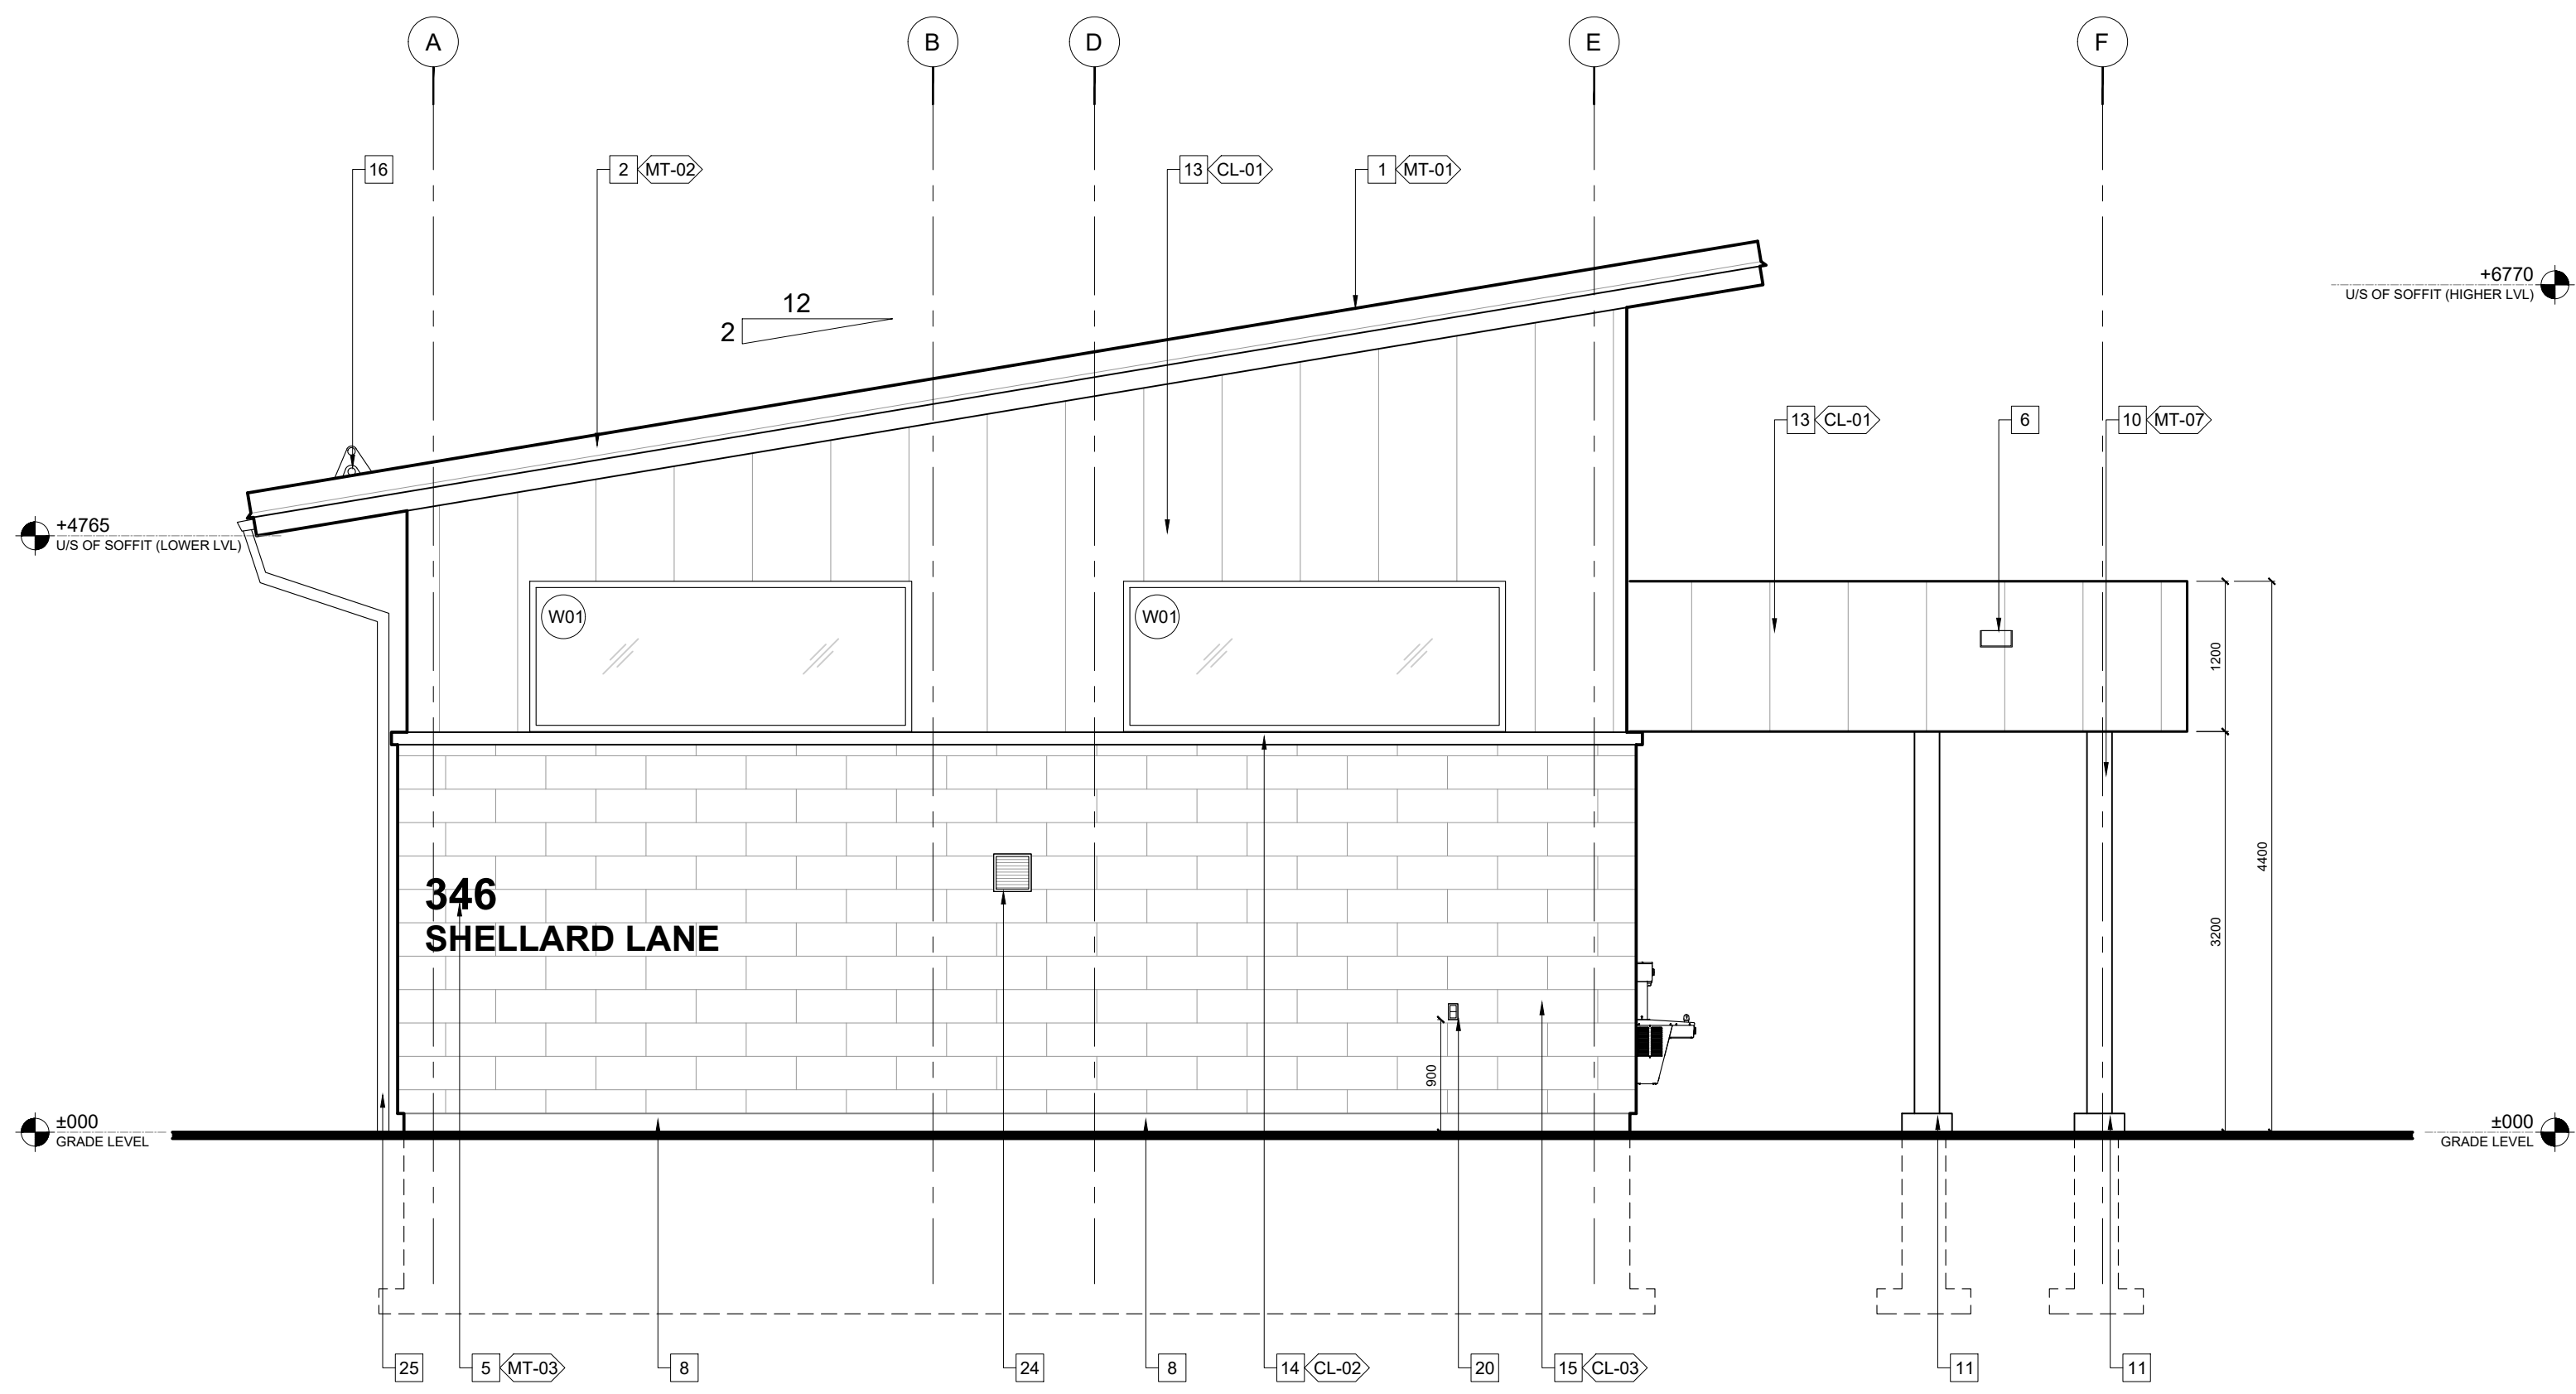 A
B
D
E
F
16
2 MT-02
13 CL-01
1 MT-01
+6770
U/S OF SOFFIT (HIGHER LVL)
12
2
13 CL-01
6
10 MT-07
+4765
U/S OF SOFFIT (LOWER LVL)
W01
W01
1200
4400
346
SHELLARD LANE
3200
900
±000
GRADE LEVEL
±000
GRADE LEVEL
25
5 MT-03
8
24
8
14 CL-02
20
15 CL-03
11
11